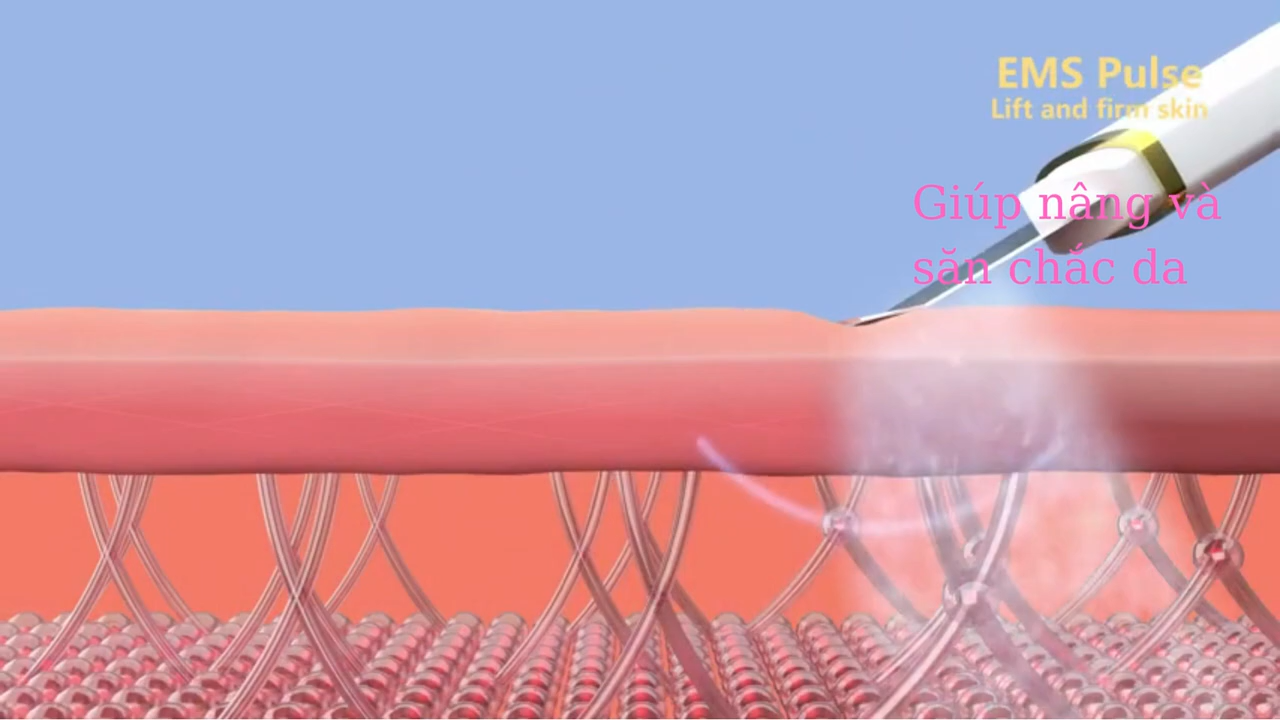 EMS Pulse
Lift and firm skin
Giúp nâng và
săn chắc da